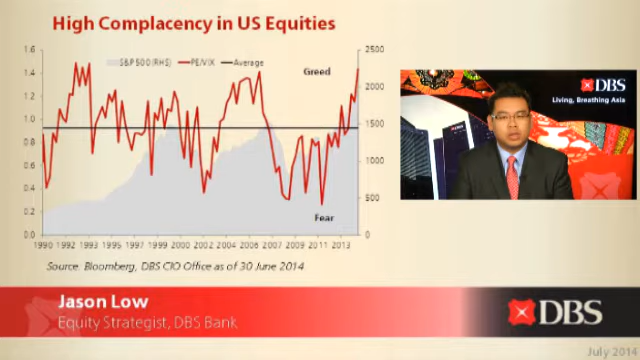 High Complacency in US Equities
1.6
1.4
1.2
1.0
0.8
0.6
0.4
0.2
0.0
S&P 500 (RHS) PE/VIX Average
Greed
Fear
2500
2000
1500
1000
500
0
1990 1992 1993 1995 1997 1999 2000 2002 2004 2006 2007 2009 2011 2013
Source: Bloomberg, DBS CIO Office as of 30 June 2014
DBS
Living, Breathing Asia
Jason Low
Equity Strategist, DBS Bank
DBS
July 2014